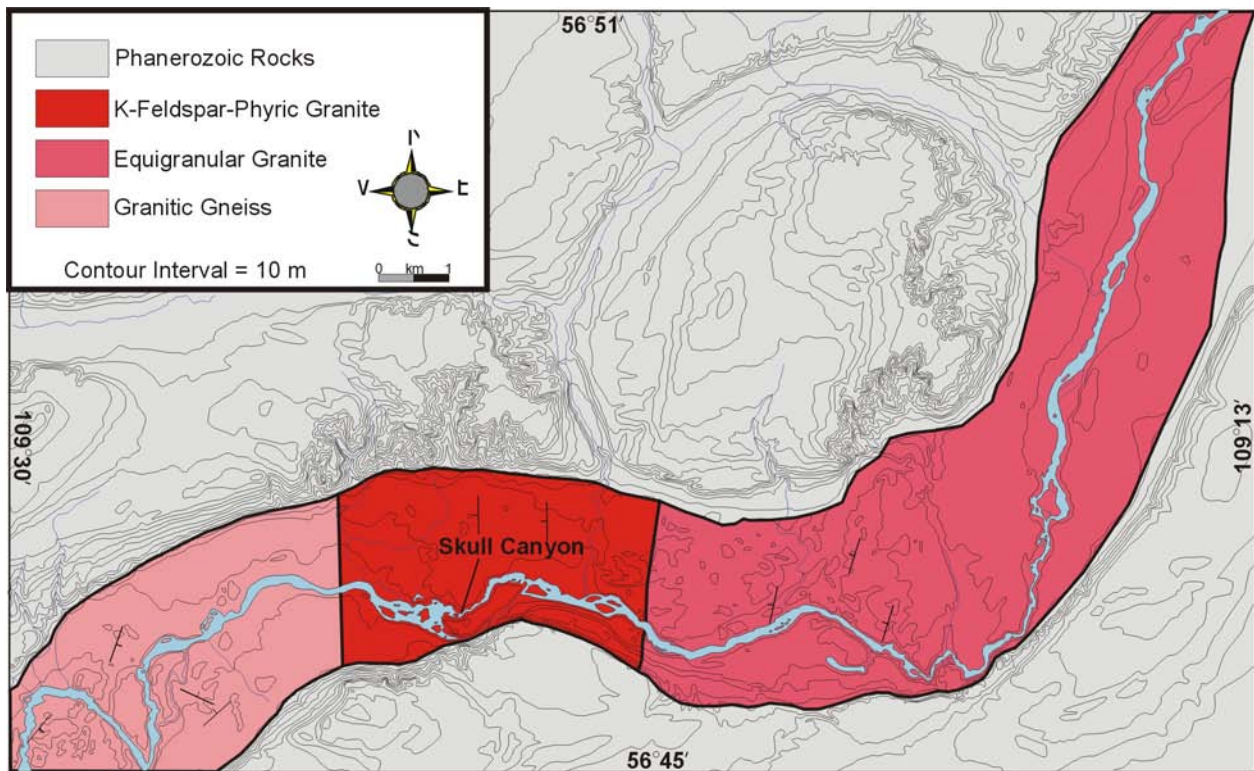 56°51′
Phanerozoic Rocks
K-Feldspar-Phyric Granite
Equigranular Granite
Granitic Gneiss
E
S
Contour Interval = 10 m
0 km 1
109°30′
109°13′
Skull Canyon
56°45′